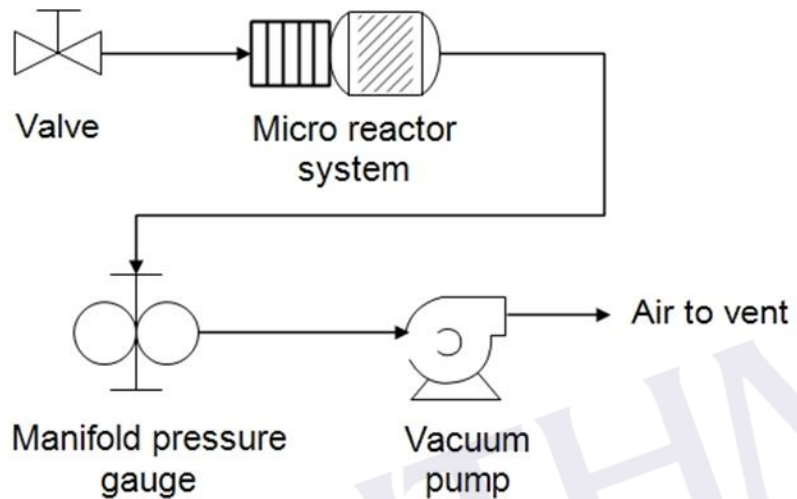 Valve
Micro reactor
system
Air to vent
Manifold pressure
gauge
Vacuum
pump